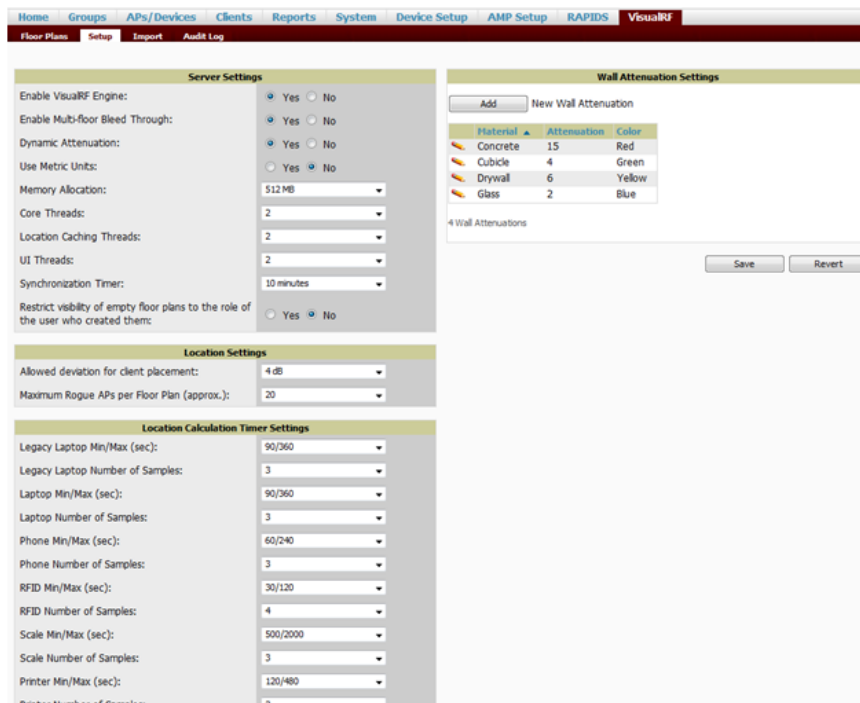 Home Groups APs/Devices Clients Reports System Device Setup AMP Setup RAPIDS VisualRF
Floor Plans Setup Import Audit Log
Server Settings
Enable VisualRF Engine: Yes No
Enable Multi-floor Bleed Through: Yes No
Dynamic Attenuation: Yes No
Use Metric Units: Yes No
Memory Allocation: 512 MB
Core Threads: 2
Location Caching Threads: 2
UI Threads: 2
Synchronization Timer: 10 minutes
Restrict visibility of empty floor plans to the role of
the user who created them: Yes No
Location Settings
Allowed deviation for client placement: 4 dB
Maximum Rogue APs per Floor Plan (approx.): 20
Location Calculation Timer Settings
Legacy Laptop Min/Max (sec): 90/360
Legacy Laptop Number of Samples: 3
Laptop Min/Max (sec): 90/360
Laptop Number of Samples: 3
Phone Min/Max (sec): 60/240
Phone Number of Samples: 3
RFID Min/Max (sec): 30/120
RFID Number of Samples: 4
Scale Min/Max (sec): 500/2000
Scale Number of Samples: 3
Printer Min/Max (sec): 120/480
Printer Number of Samples:
Wall Attenuation Settings
Add New Wall Attenuation
Material Attenuation Color
Concrete 15 Red
Cubicle 4 Green
Drywall 6 Yellow
Glass 2 Blue
4 Wall Attenuations
Save Revert